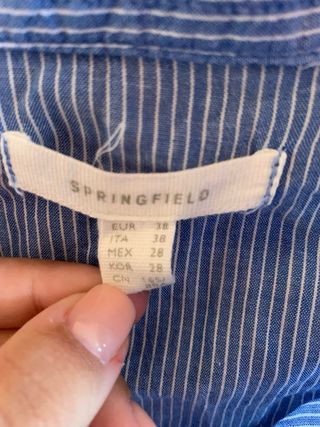 SPRINGFIELD
EUR 38
ITA 38
MEX 28
KOR 28
CN